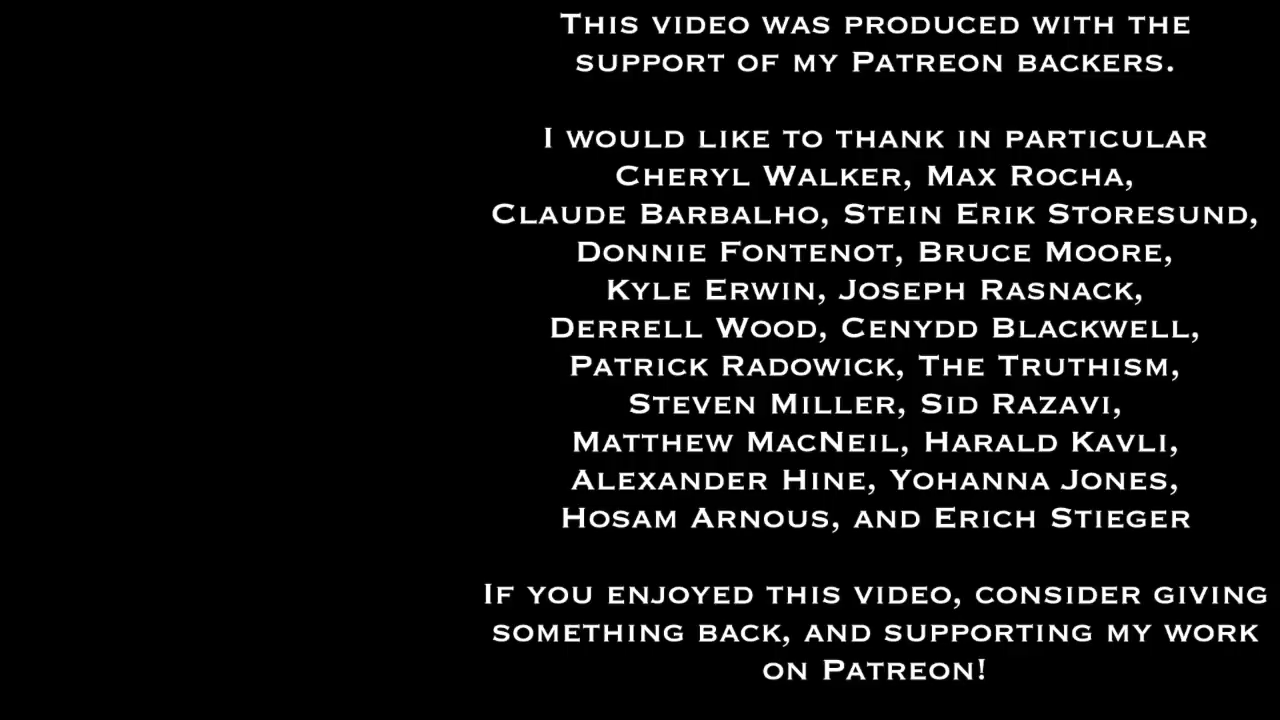 This video was produced with the
support of my Patreon backers.
I would like to thank in particular
Cheryl Walker, Max Rocha,
Claude Barbalho, Stein Erik Storesund,
Donnie Fontenot, Bruce Moore,
Kyle Erwin, Joseph Rasnack,
Derrell Wood, Cenydd Blackwell,
Patrick Radowick, The Truthism,
Steven Miller, Sid Razavi,
Matthew MacNeil, Harald Kavli,
Alexander Hine, Yohanna Jones,
Hosam Arnous, and Erich Stieger
If you enjoyed this video, consider giving
something back, and supporting my work
on Patreon!